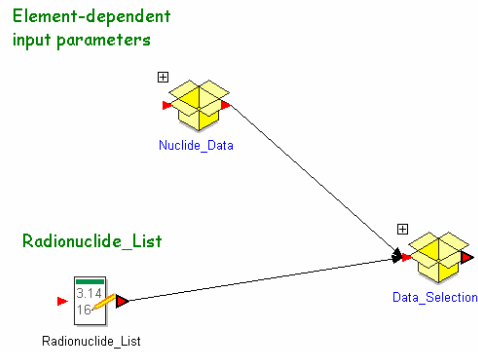 Element-dependent
input parameters
Nuclide_Data
Radionuclide_List
Data_Selection
3.14
16
Radionuclide_List